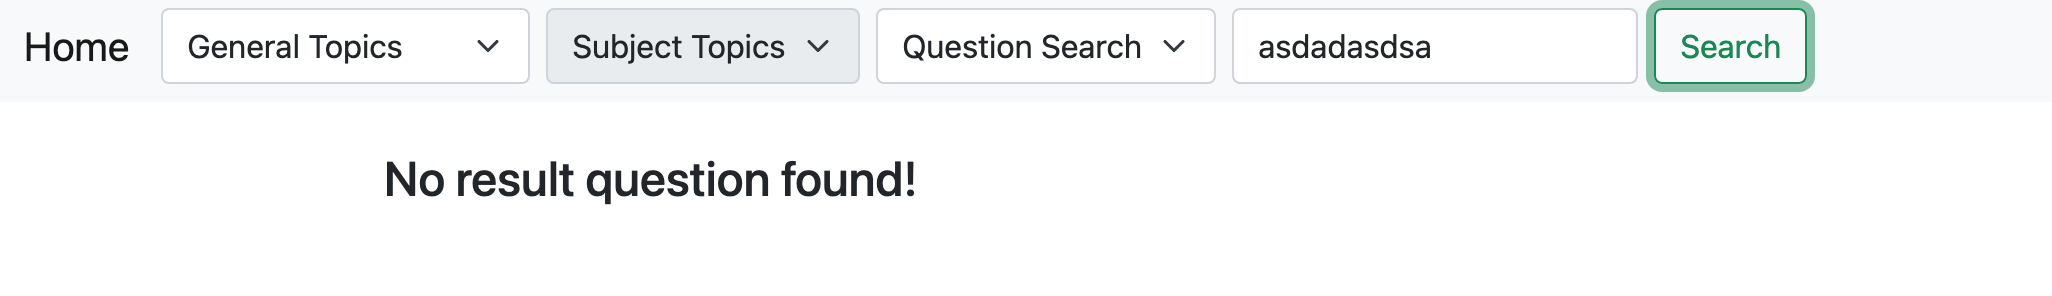 Home General Topics Subject Topics Question Search asdadasdsa Search
No result question found!